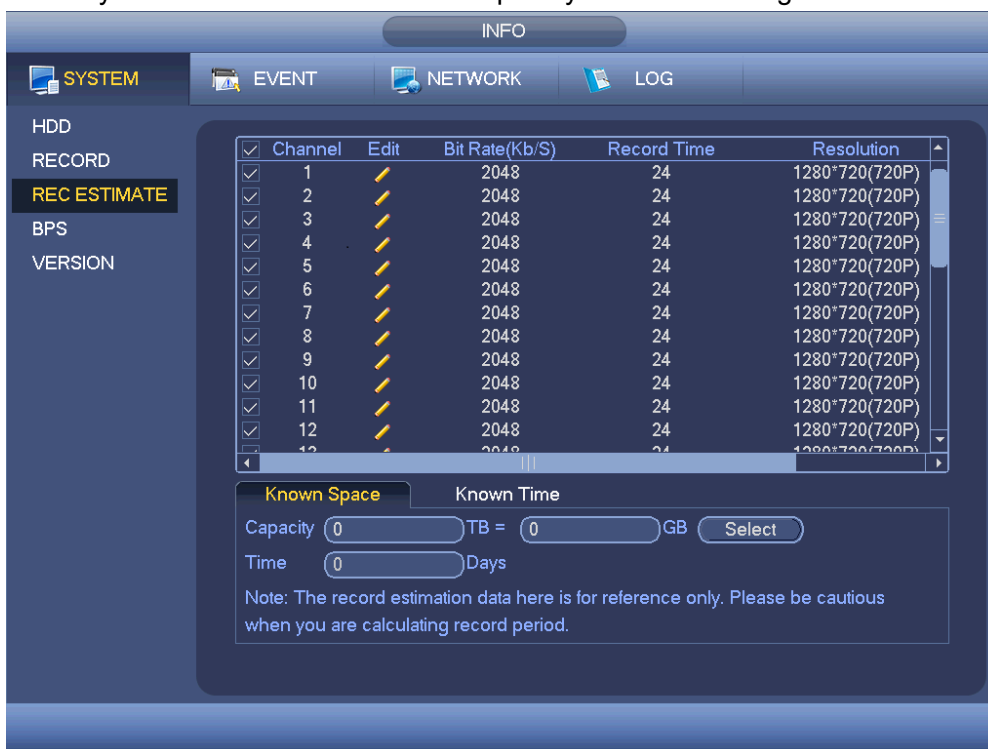 INFO
SYSTEM EVENT NETWORK LOG
HDD
RECORD
REC ESTIMATE
BPS
VERSION
Channel Edit Bit Rate(Kb/S) Record Time Resolution
1 2048 24 1280*720(720P)
2 2048 24 1280*720(720P)
3 2048 24 1280*720(720P)
4 2048 24 1280*720(720P)
5 2048 24 1280*720(720P)
6 2048 24 1280*720(720P)
7 2048 24 1280*720(720P)
8 2048 24 1280*720(720P)
9 2048 24 1280*720(720P)
10 2048 24 1280*720(720P)
11 2048 24 1280*720(720P)
12 2048 24 1280*720(720P)
Known Space Known Time
Capacity 0 TB = 0 GB Select
Time 0 Days
Note: The record estimation data here is for reference only. Please be cautious
when you are calculating record period.